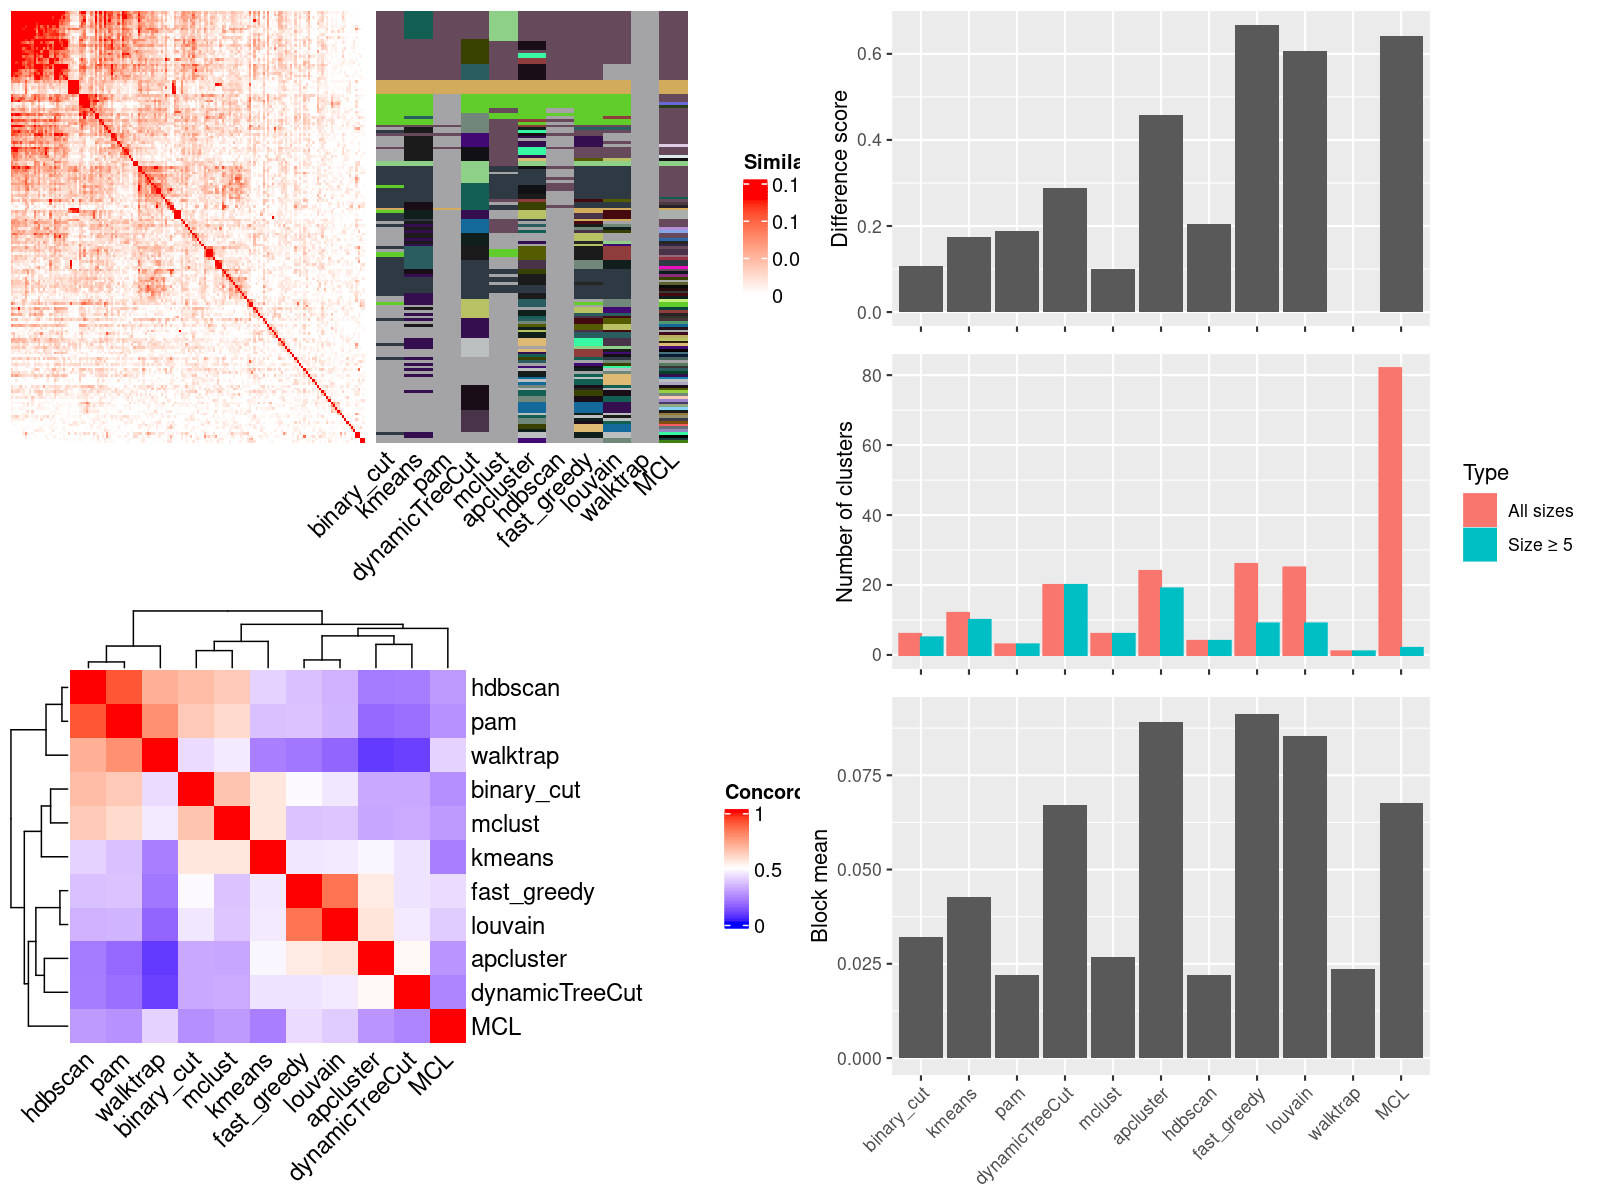 Simila
0.1
0.1
0.0
0
binary_cut
kmeans
pam
dynamicTreeCut
mclust
apcluster
hdbscan
fast_greedy
louvain
walktrap
MCL
hdbscan
pam
walktrap
binary_cut
mclust
kmeans
fast_greedy
louvain
apcluster
dynamicTreeCut
MCL
hdbscan
pam
walktrap
binary_cut
mclust
kmeans
fast_greedy
louvain
apcluster
dynamicTreeCut
MCL
Concord
1
0.5
0
Difference score
0.6
0.4
0.2
0.0
Number of clusters
80
60
40
20
0
Type
All sizes
Size ≥ 5
Block mean
0.075
0.050
0.025
0.000
binary_cut
kmeans
pam
dynamicTreeCut
mclust
apcluster
hdbscan
fast_greedy
louvain
walktrap
MCL